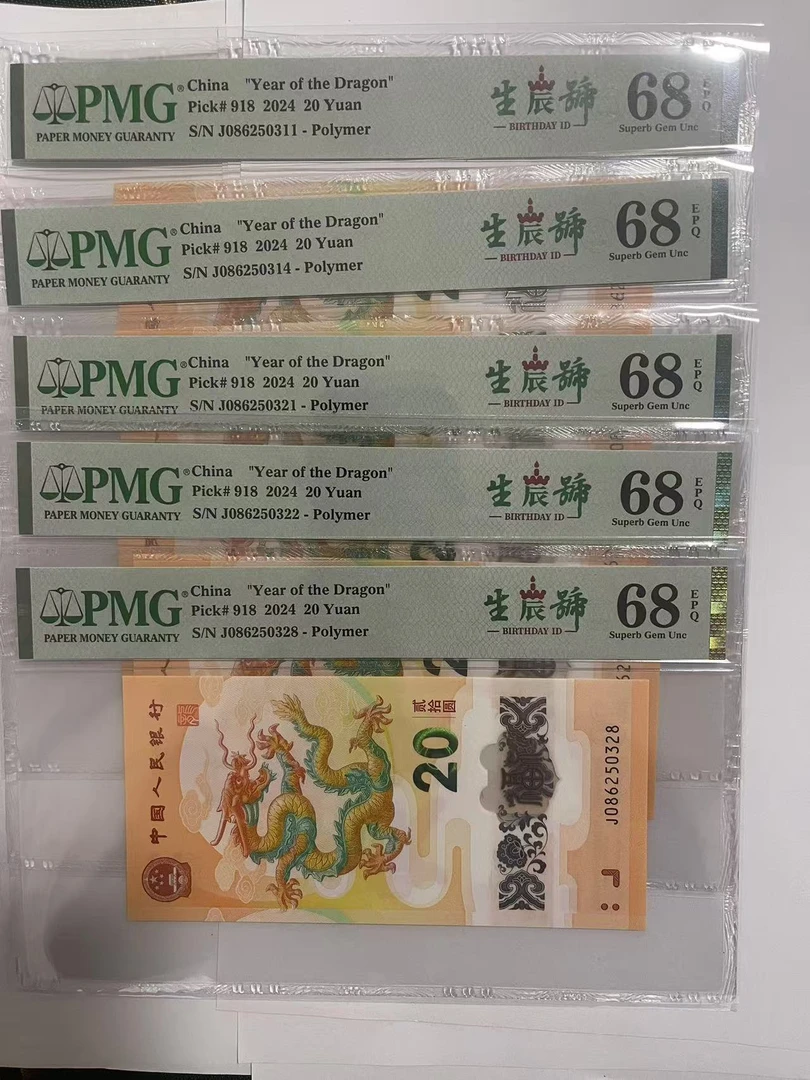 PMG
PAPER MONEY GUARANTY
China "Year of the Dragon"
Pick# 918 2024 20 Yuan
S/N J086250311 - Polymer
生辰號
BIRTHDAY ID
68
EPQ
Superb Gem Unc
PMG
PAPER MONEY GUARANTY
China "Year of the Dragon"
Pick# 918 2024 20 Yuan
S/N J086250314 - Polymer
生辰號
BIRTHDAY ID
68
EPQ
Superb Gem Unc
PMG
PAPER MONEY GUARANTY
China "Year of the Dragon"
Pick# 918 2024 20 Yuan
S/N J086250321 - Polymer
生辰號
BIRTHDAY ID
68
EPQ
Superb Gem Unc
PMG
PAPER MONEY GUARANTY
China "Year of the Dragon"
Pick# 918 2024 20 Yuan
S/N J086250322 - Polymer
生辰號
BIRTHDAY ID
68
EPQ
Superb Gem Unc
PMG
PAPER MONEY GUARANTY
China "Year of the Dragon"
Pick# 918 2024 20 Yuan
S/N J086250328 - Polymer
生辰號
BIRTHDAY ID
68
EPQ
Superb Gem Unc
中国人民银行
贰拾圆
20
J086250328